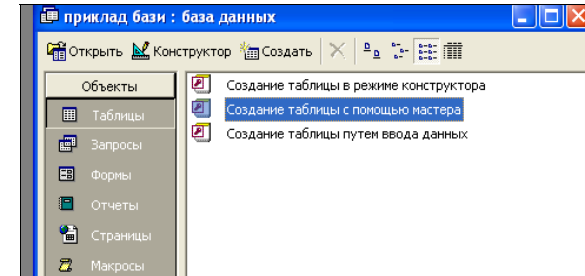 приклад бази : база данных
Открыть Конструктор Создать
Объекты
Таблицы
Запросы
Формы
Отчеты
Страницы
Макросы
Создание таблицы в режиме конструктора
Создание таблицы с помощью мастера
Создание таблицы путем ввода данных